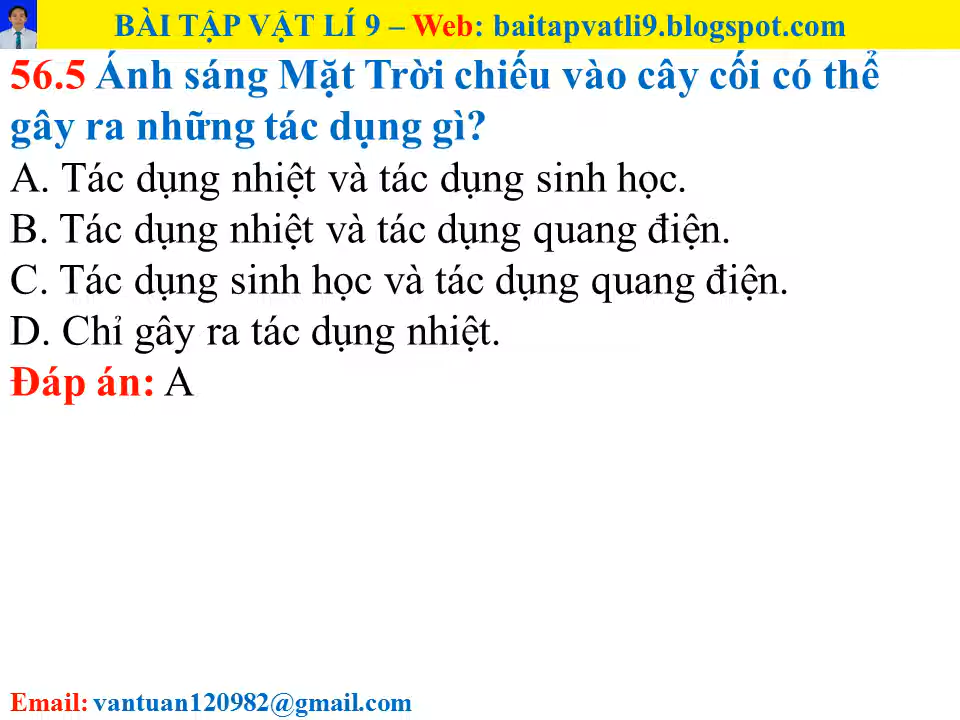 BÀI TẬP VẬT LÍ 9 – Web: baitapvatli9.blogspot.com
56.5 Ánh sáng Mặt Trời chiếu vào cây cối có thể
gây ra những tác dụng gì?
A. Tác dụng nhiệt và tác dụng sinh học.
B. Tác dụng nhiệt và tác dụng quang điện.
C. Tác dụng sinh học và tác dụng quang điện.
D. Chỉ gây ra tác dụng nhiệt.
Đáp án: A
Email: vantuan120982@gmail.com